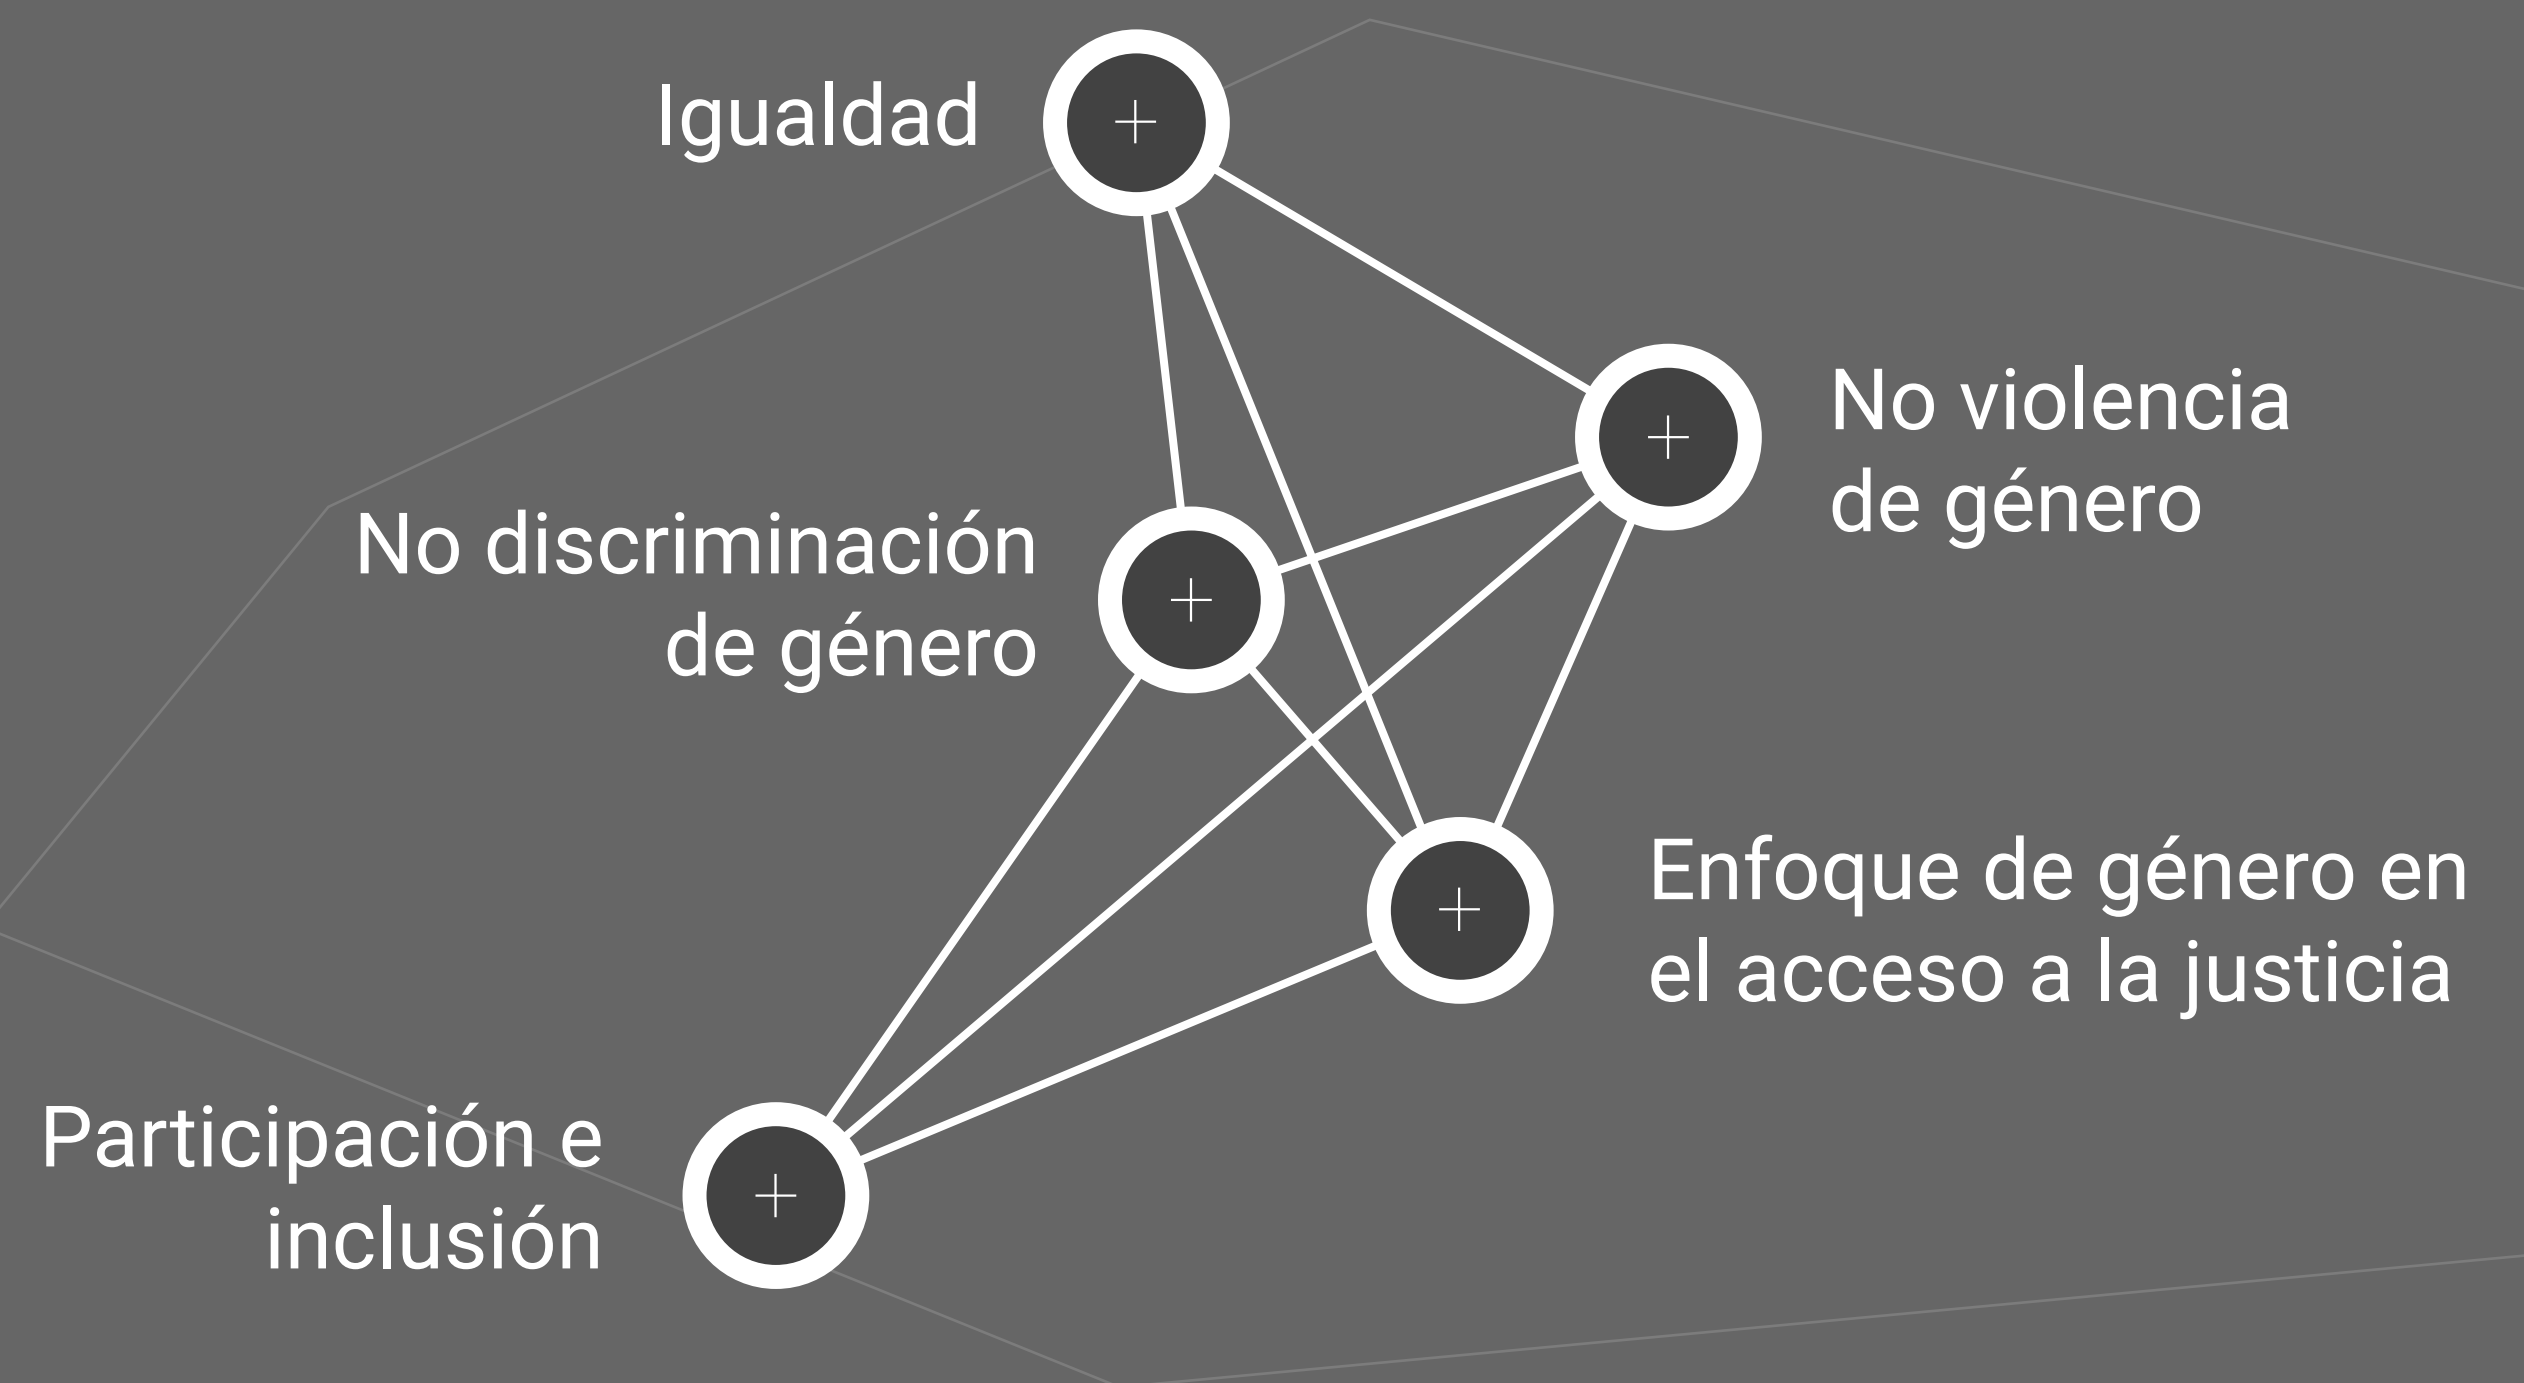 Igualdad
No violencia
de género
No discriminación
de género
Enfoque de género en
el acceso a la justicia
Participación e
inclusión